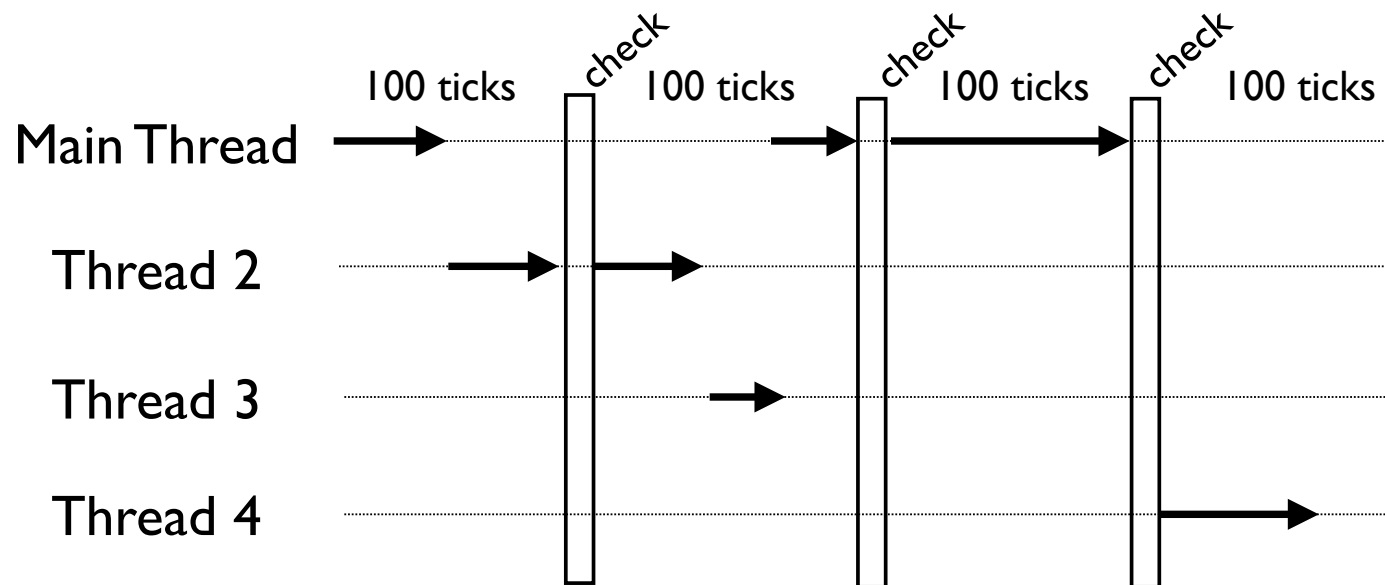 check check check
100 ticks 100 ticks 100 ticks 100 ticks
Main Thread
Thread 2
Thread 3
Thread 4